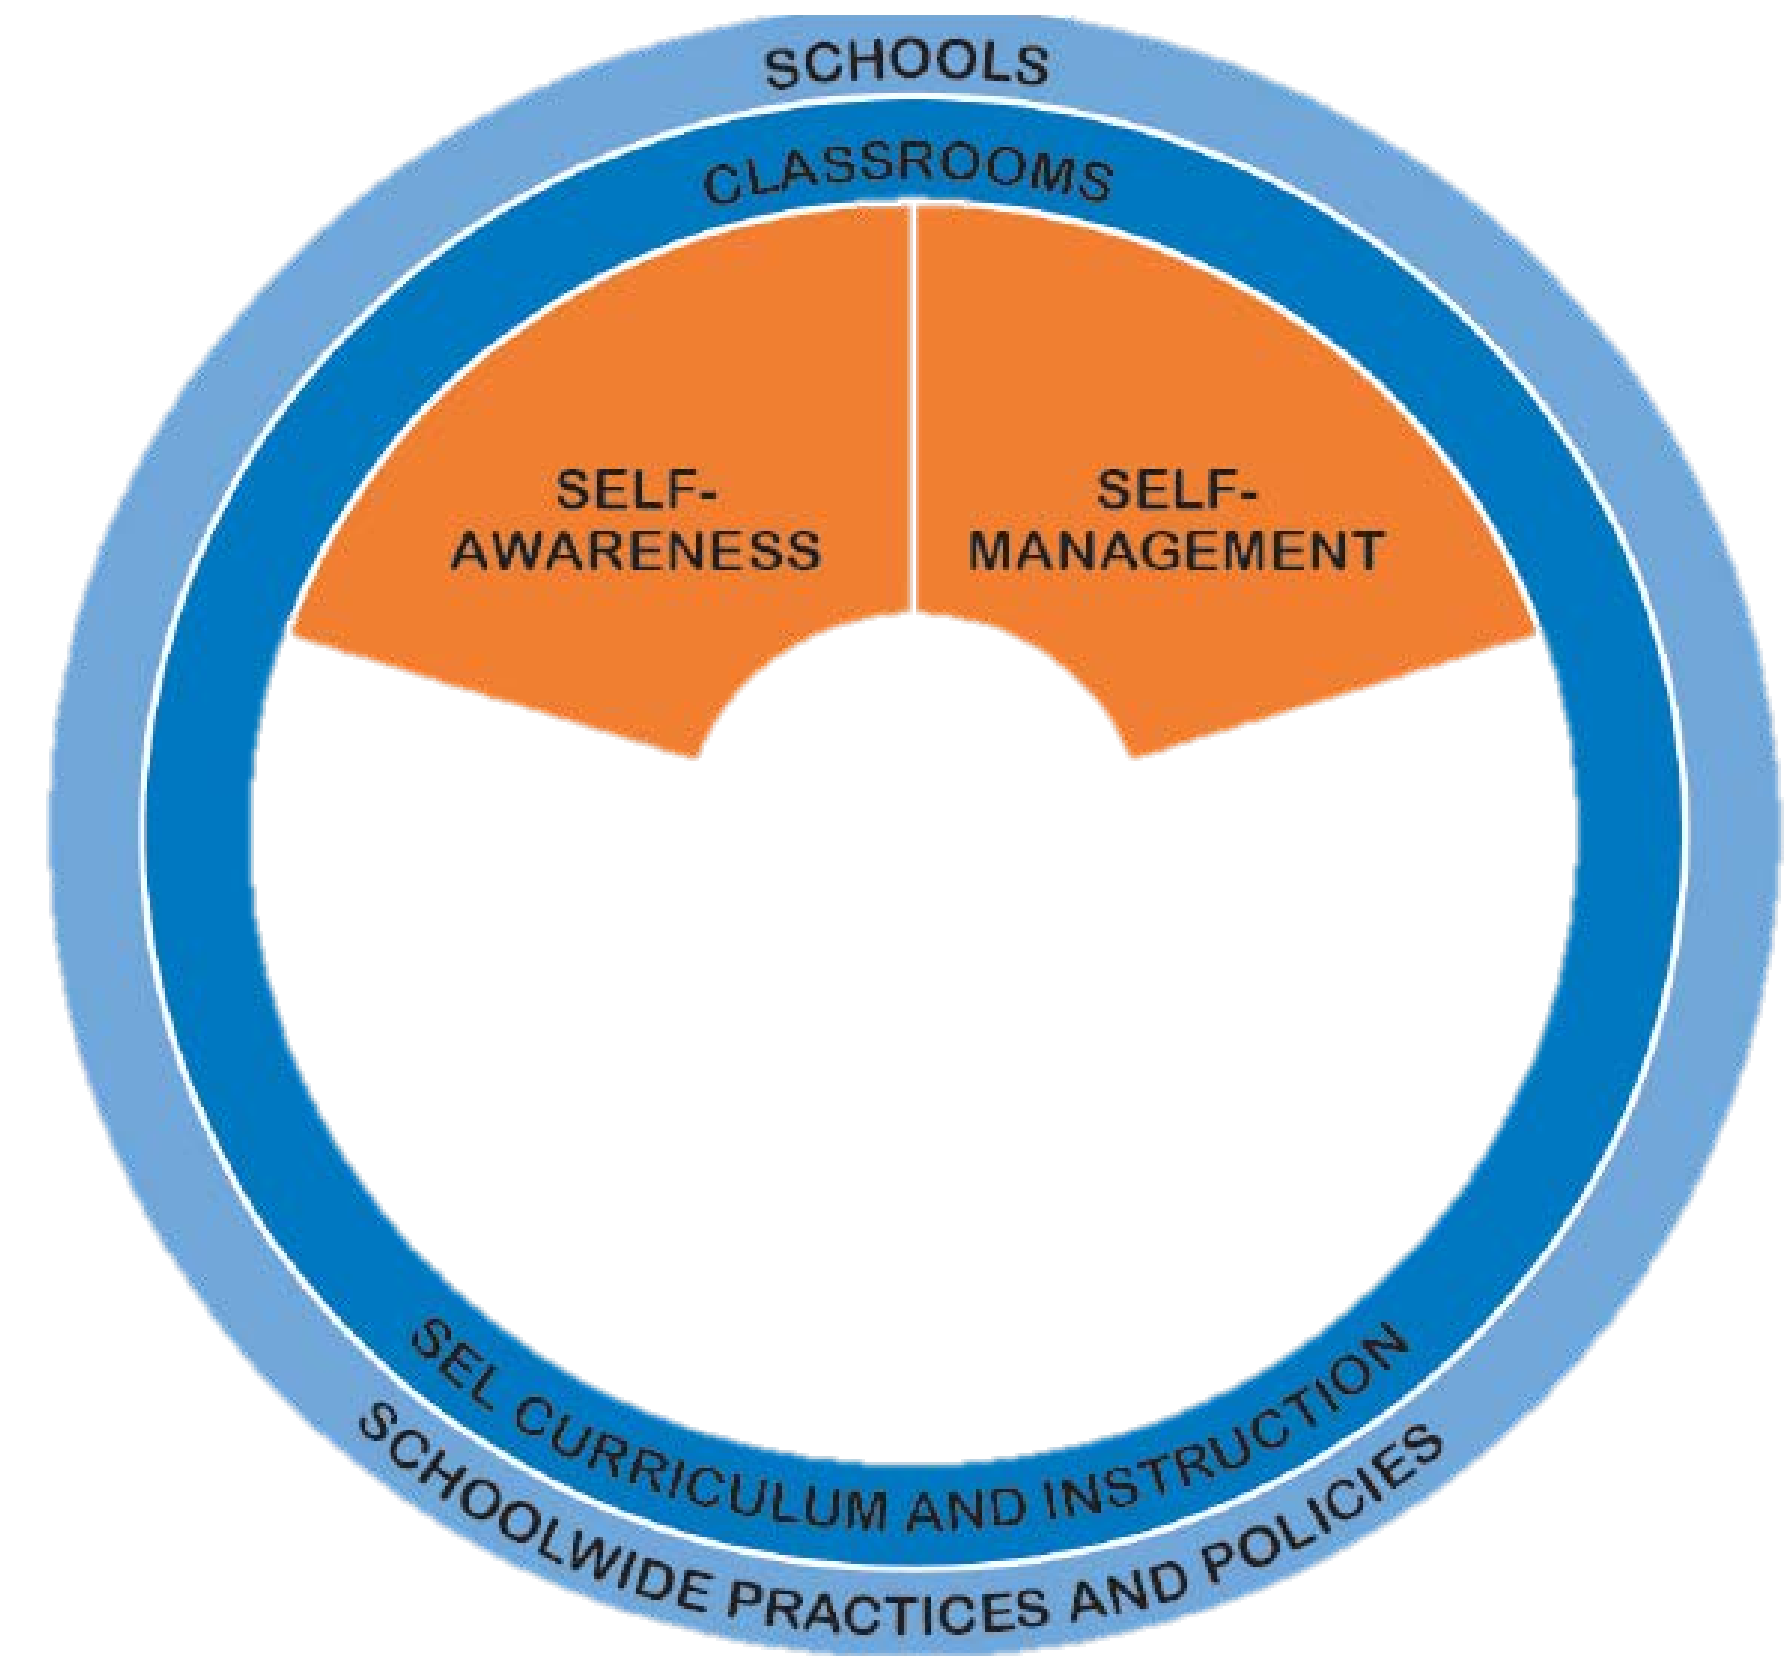 SCHOOLS
CLASSROOMS
SELF-
AWARENESS
SELF-
MANAGEMENT
SEL CURRICULUM AND INSTRUCTION
SCHOOLWIDE PRACTICES AND POLICIES